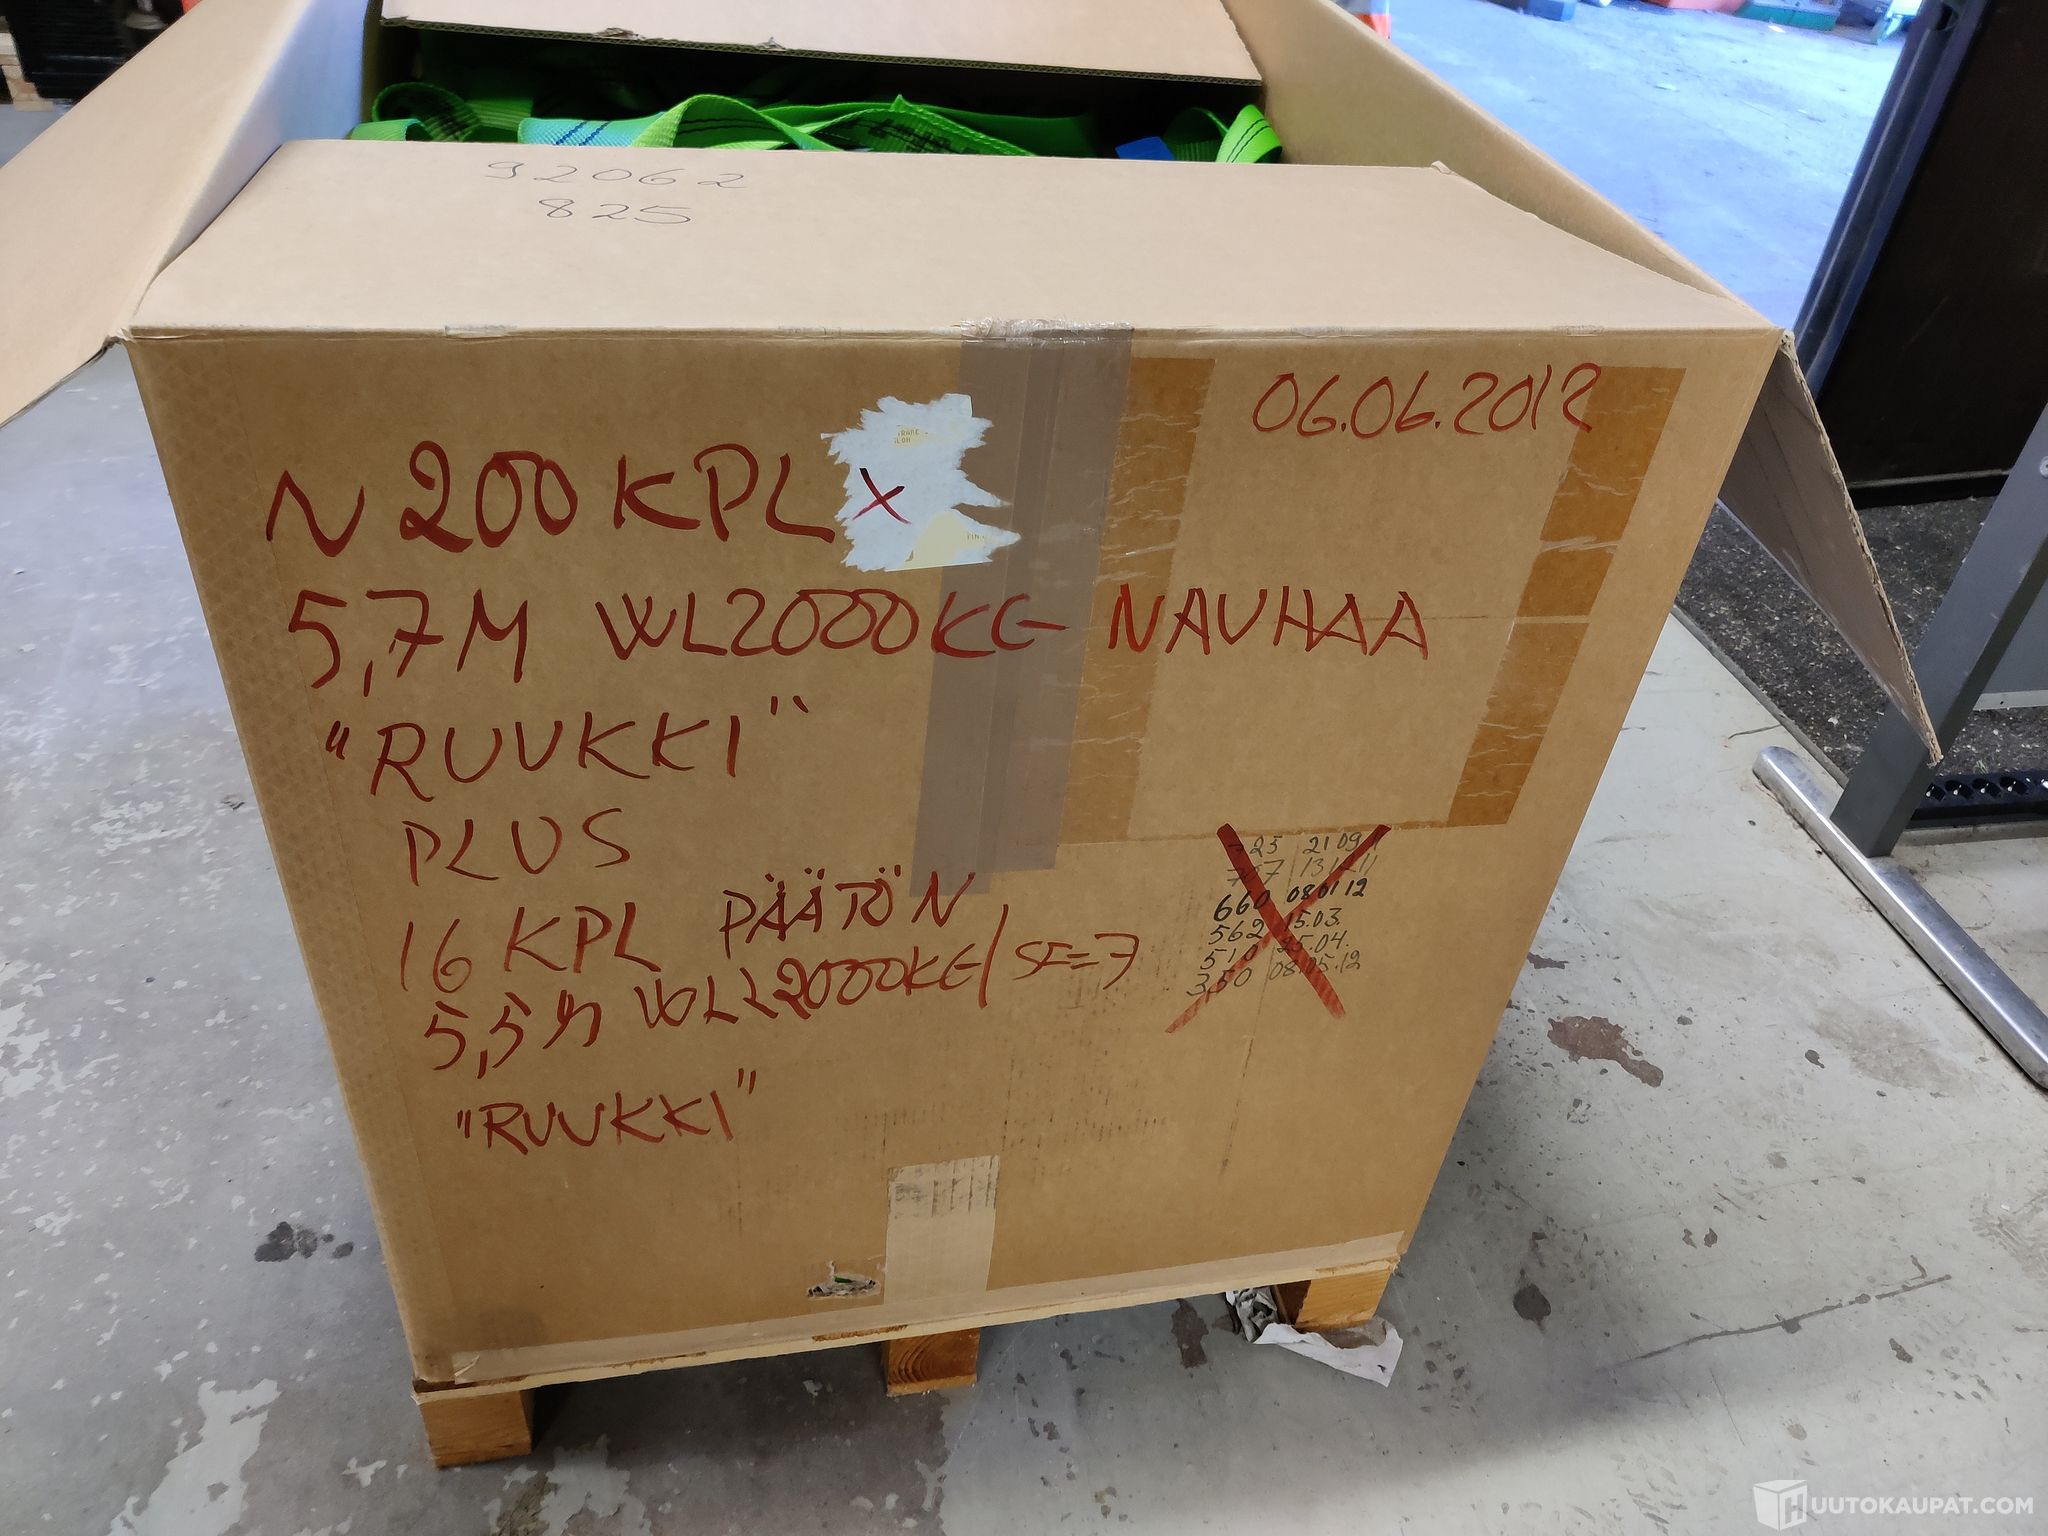 92062
825
06.06.2012
N 200 KPL X
5,7M WL2000KG NAUHAA
"RUUKKI"
PLUS
16 KPL PÄÄTÖN
5,5M WLL2000KG/SF=7
"RUUKKI"
21.09.11
660 08.01.12
562 15.03.
510 25.04.
350 08.05.12
HUUTOKAUPAT.COM